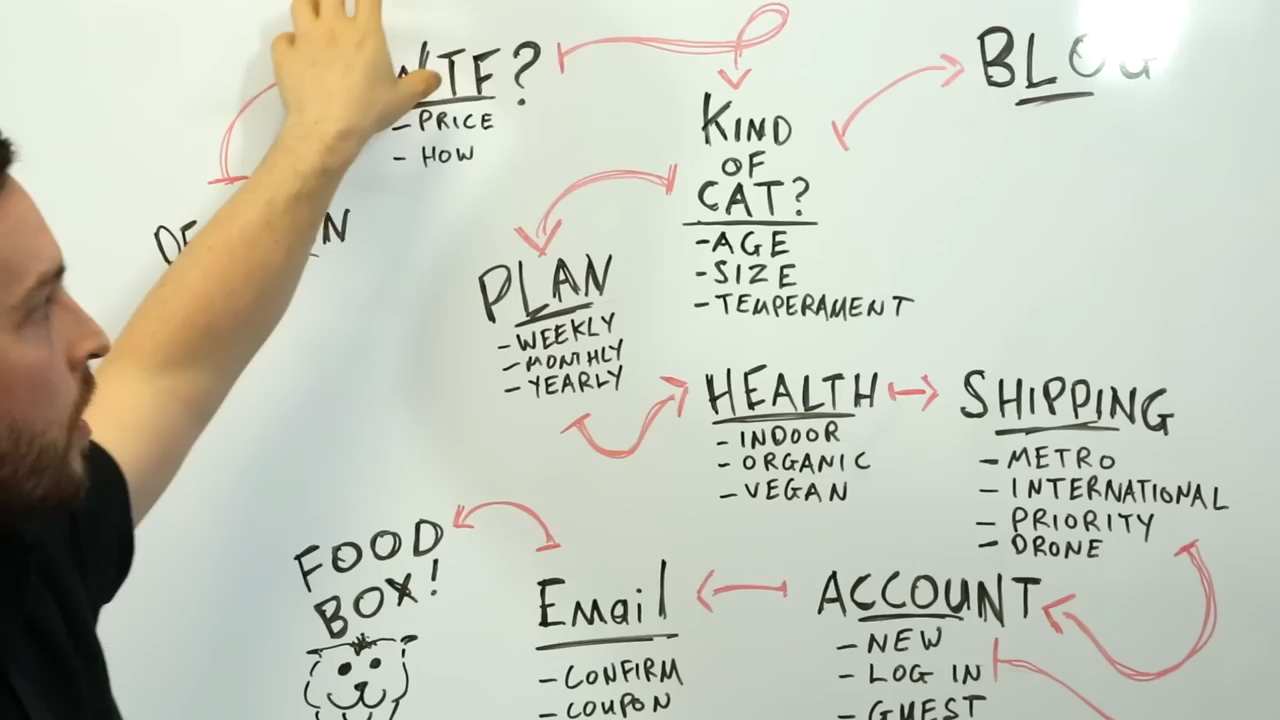 WTF?
- PRICE
- HOW
BLOG
KIND
OF
CAT?
- AGE
- SIZE
- TEMPERAMENT
PLAN
- WEEKLY
- MONTHLY
- YEARLY
HEALTH
- INDOOR
- ORGANIC
- VEGAN
SHIPPING
- METRO
- INTERNATIONAL
- PRIORITY
- DRONE
FOOD
BOX!
Email
- CONFIRM
- COUPON
ACCOUNT
- NEW
- LOG IN
- GUEST